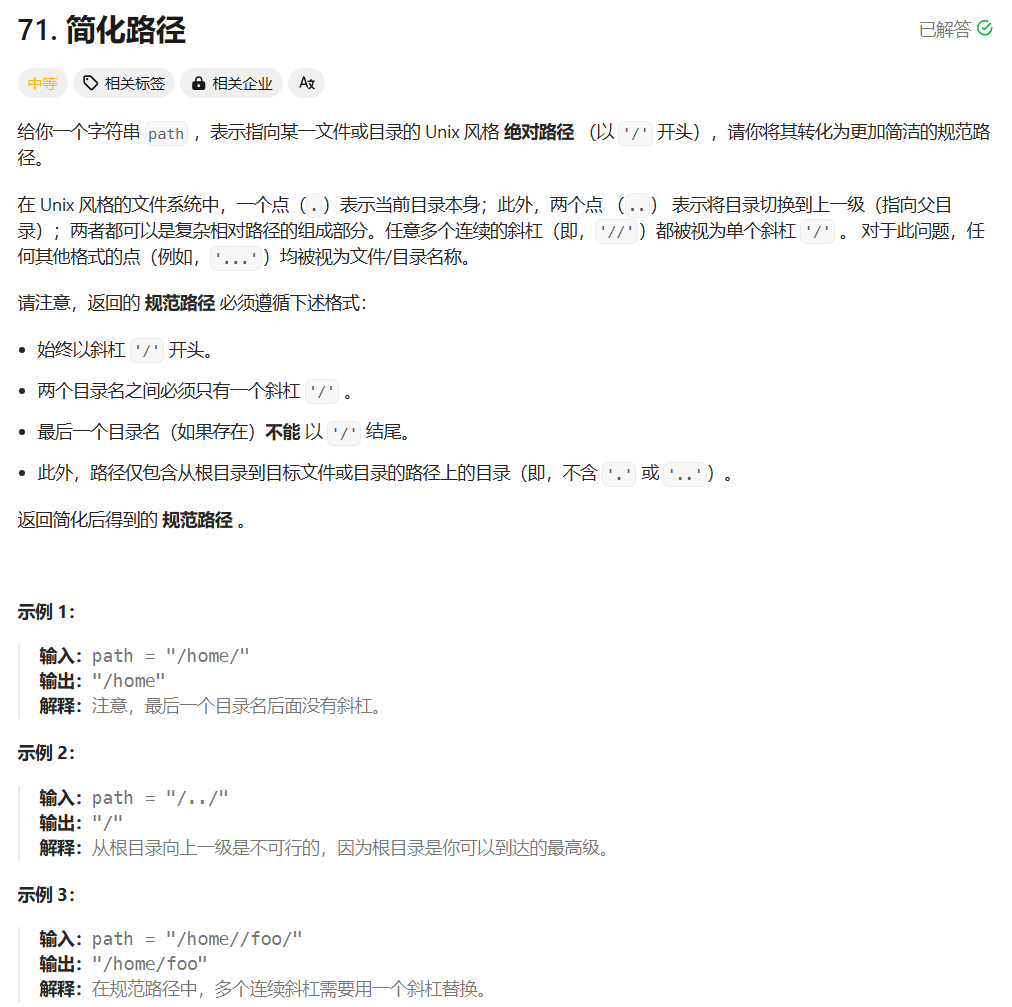 71. 简化路径
已解答
中等 相关标签 相关企业
给你一个字符串 path ，表示指向某一文件或目录的 Unix 风格 绝对路径 （以 '/' 开头），请你将其转化为更加简洁的规范路
径。
在 Unix 风格的文件系统中，一个点（.）表示当前目录本身；此外，两个点 （..） 表示将目录切换到上一级（指向父目
录）；两者都可以是复杂相对路径的组成部分。任意多个连续的斜杠（即，'//'）都被视为单个斜杠 '/' 。 对于此问题，任
何其他格式的点（例如，'...'）均被视为文件/目录名称。
请注意，返回的 规范路径 必须遵循下述格式：
• 始终以斜杠 '/' 开头。
• 两个目录名之间必须只有一个斜杠 '/' 。
• 最后一个目录名（如果存在）不能 以 '/' 结尾。
• 此外，路径仅包含从根目录到目标文件或目录的路径上的目录（即，不含 '.' 或 '..'）。
返回简化后得到的 规范路径 。
示例 1：
输入：path = "/home/"
输出："/home"
解释：注意，最后一个目录名后面没有斜杠。
示例 2：
输入：path = "/../"
输出："/"
解释：从根目录向上一级是不可行的，因为根目录是你可以到达的最高级。
示例 3：
输入：path = "/home//foo/"
输出："/home/foo"
解释：在规范路径中，多个连续斜杠需要用一个斜杠替换。